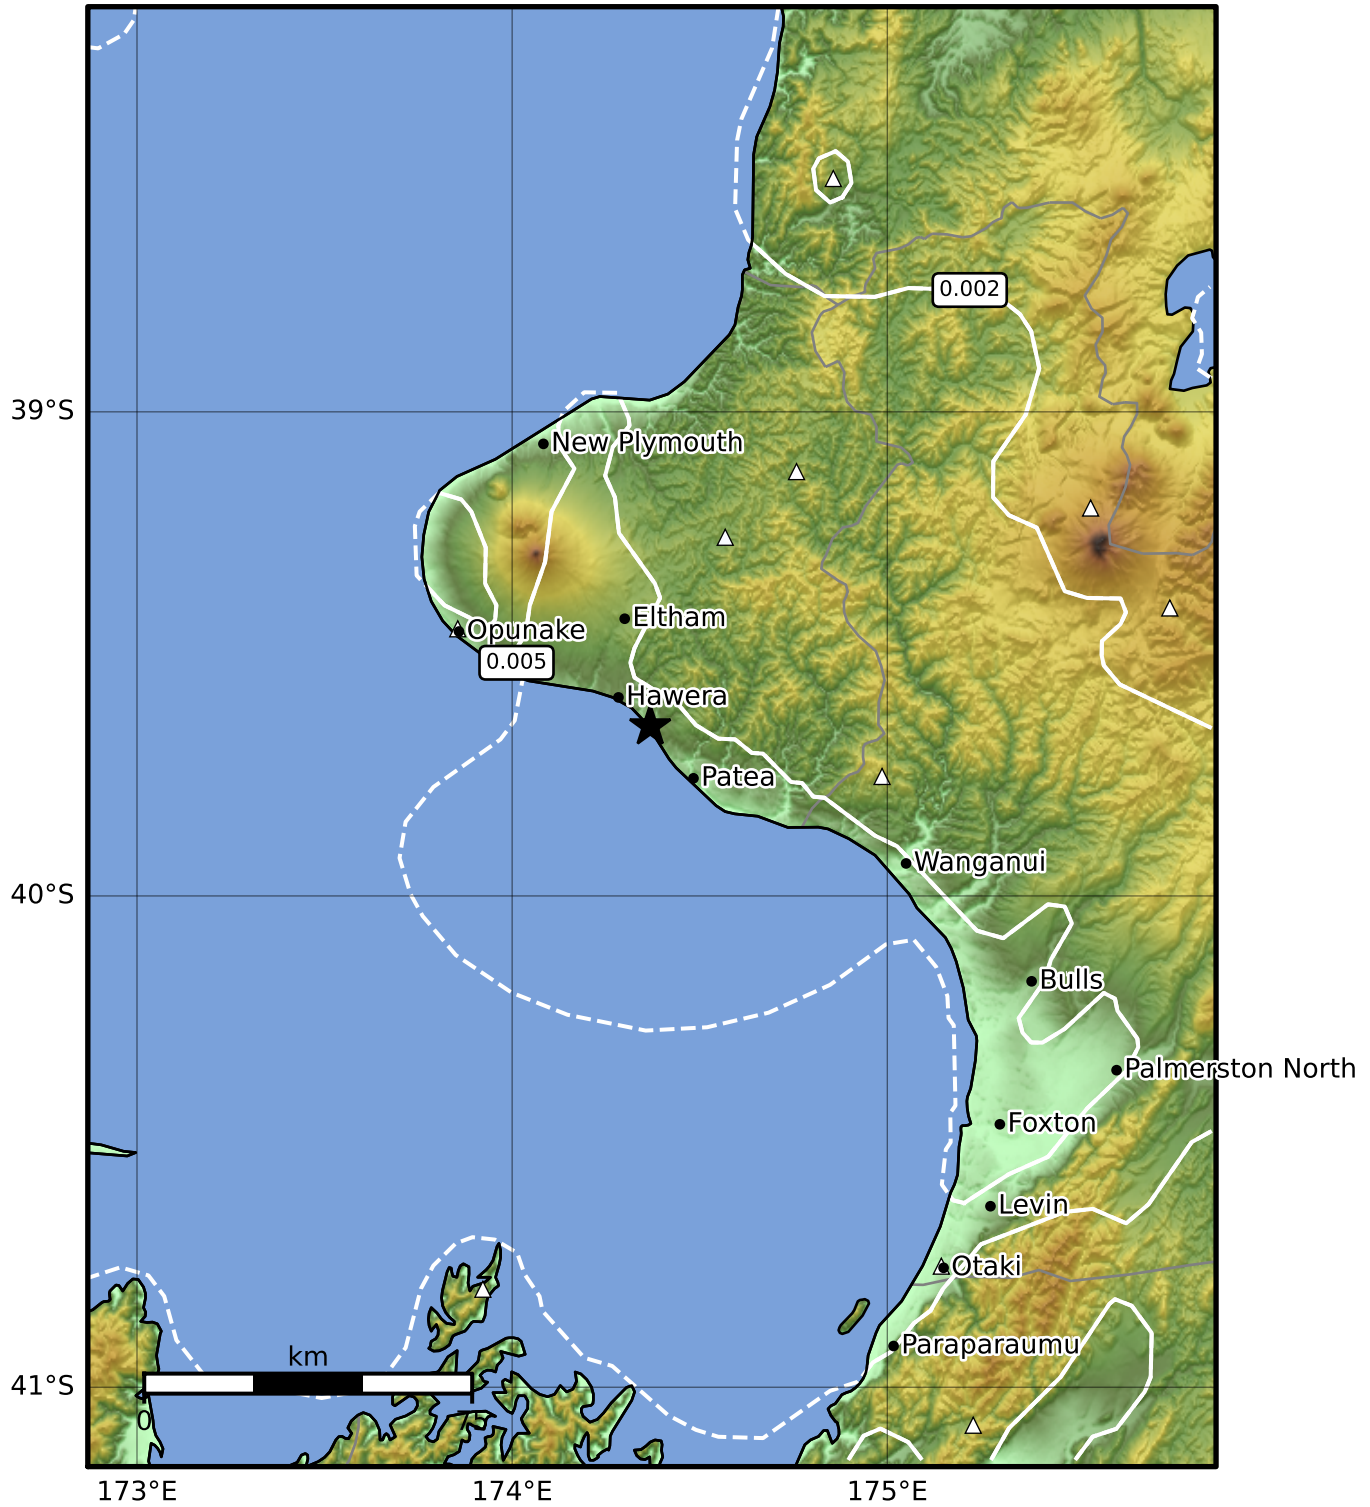 0.002
39°S
New Plymouth
Eltham
Opunake
0.005
Hawera
Patea
Wanganui
40°S
Bulls
Palmerston North
Foxton
Levin
Otaki
Paraparaumu
km
41°S
0
173°E
174°E
175°E